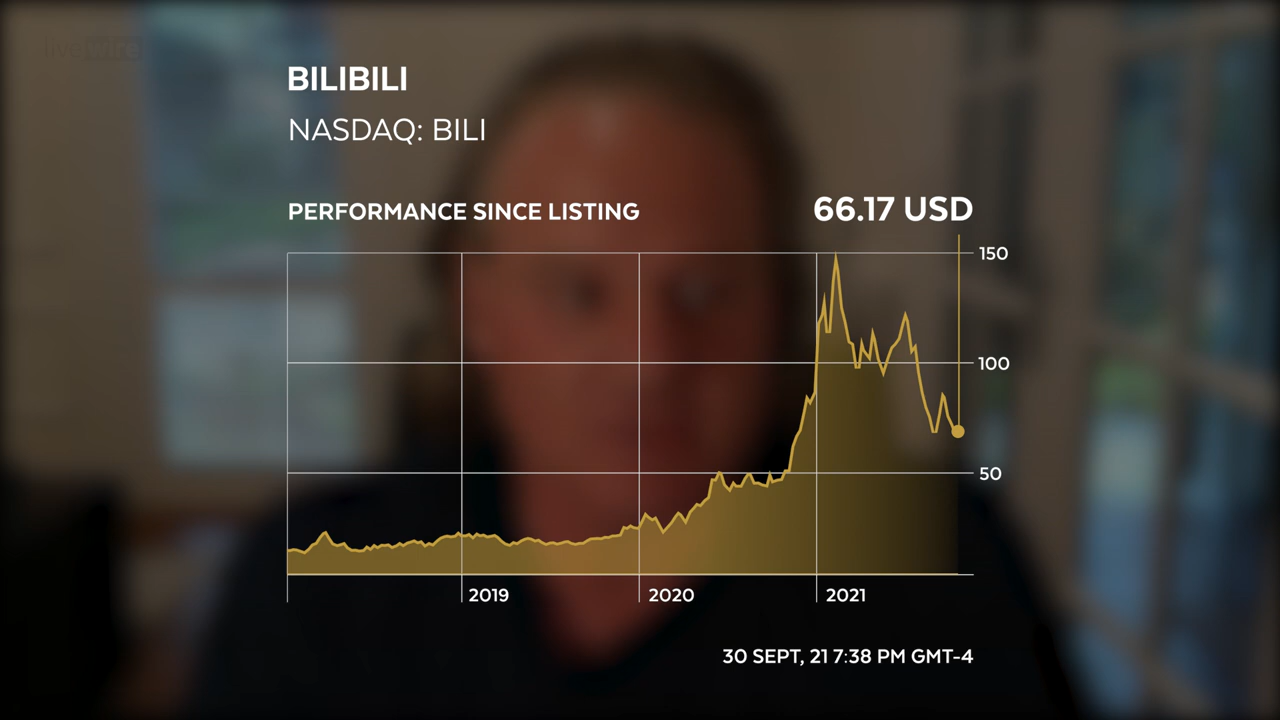 livewire
BILIBILI
NASDAQ: BILI
PERFORMANCE SINCE LISTING
66.17 USD
150
100
50
2019
2020
2021
30 SEPT, 21 7:38 PM GMT-4